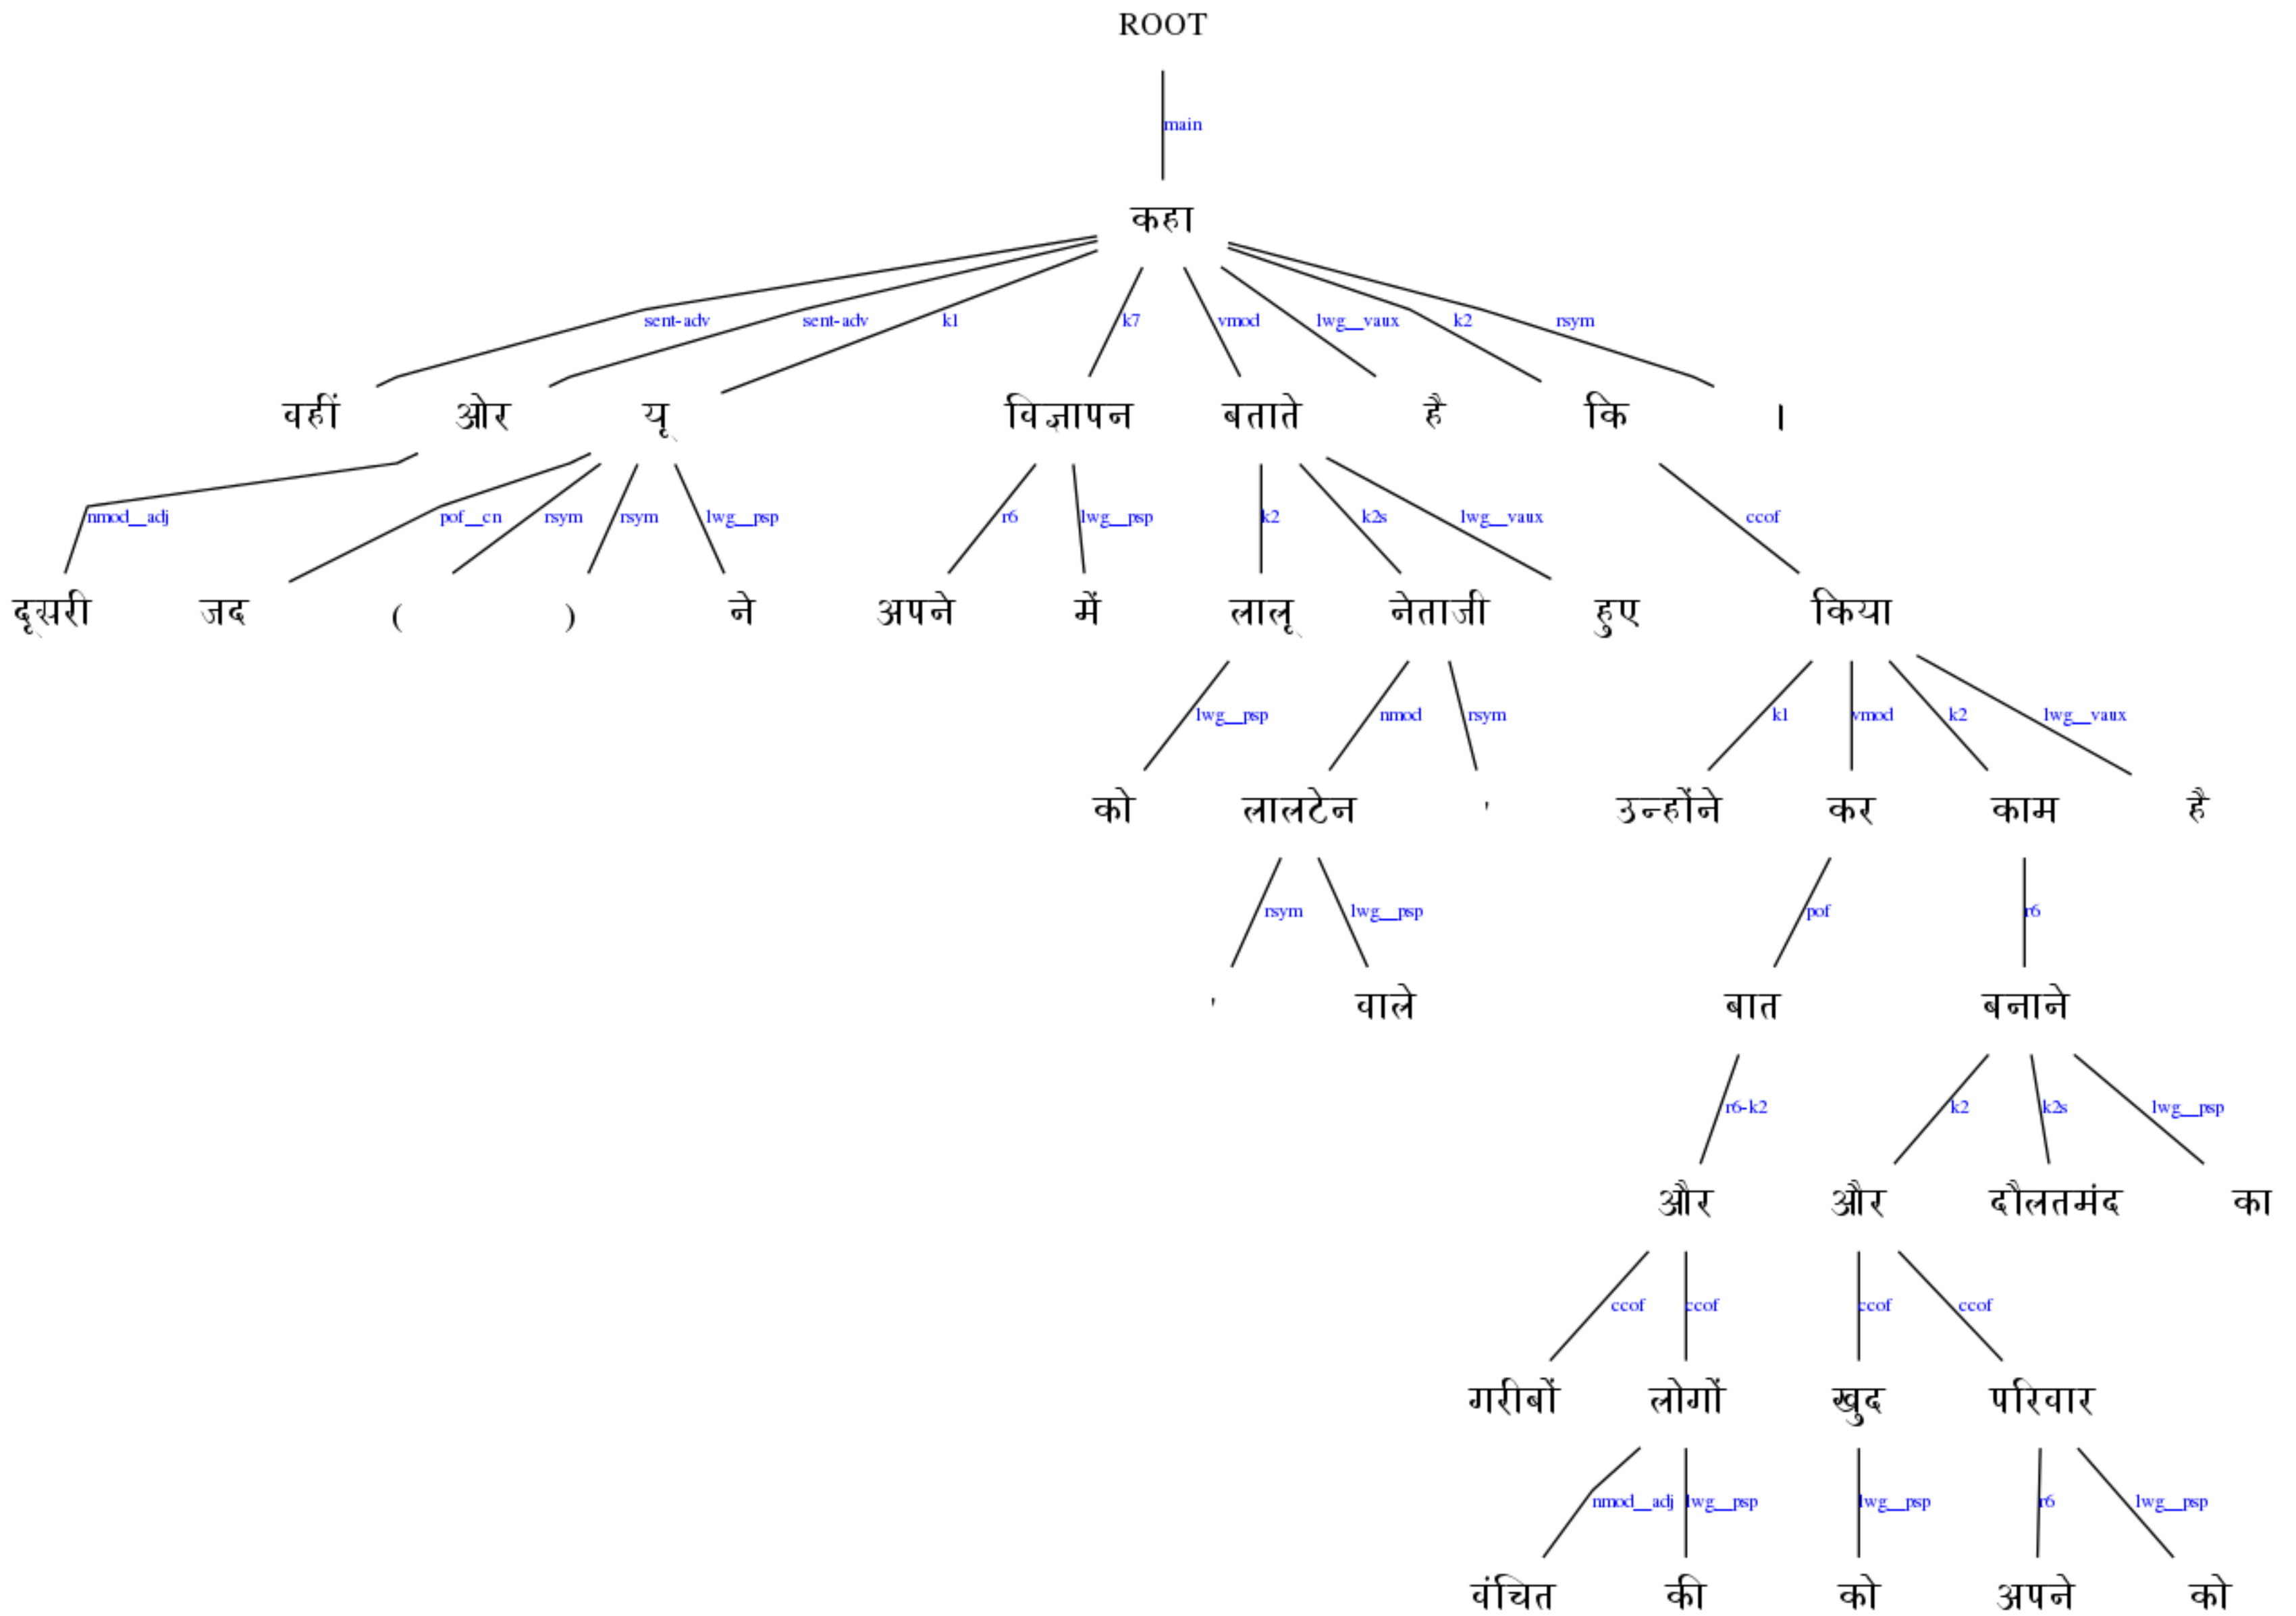 ROOT
main
कहा
sent-adv sent-adv k1 k7 vmod lwg__vaux k2 rsym
वहीं ओर यू विज्ञापन बताते है कि ।
nmod__adj pof__cn rsym rsym lwg__psp r6 lwg__psp k2 k2s lwg__vaux ccof
दूसरी जद ( ) ने अपने में लालू नेताजी हुए किया
lwg__psp nmod rsym k1 vmod k2 lwg__vaux
को लालटेन ' उन्होंने कर काम है
rsym lwg__psp pof r6
' वाले बात बनाने
r6-k2 k2 k2s lwg__psp
और और दौलतमंद का
ccof ccof ccof ccof
गरीबों लोगों खुद परिवार
nmod__adj lwg__psp lwg__psp r6 lwg__psp
वंचित की को अपने को